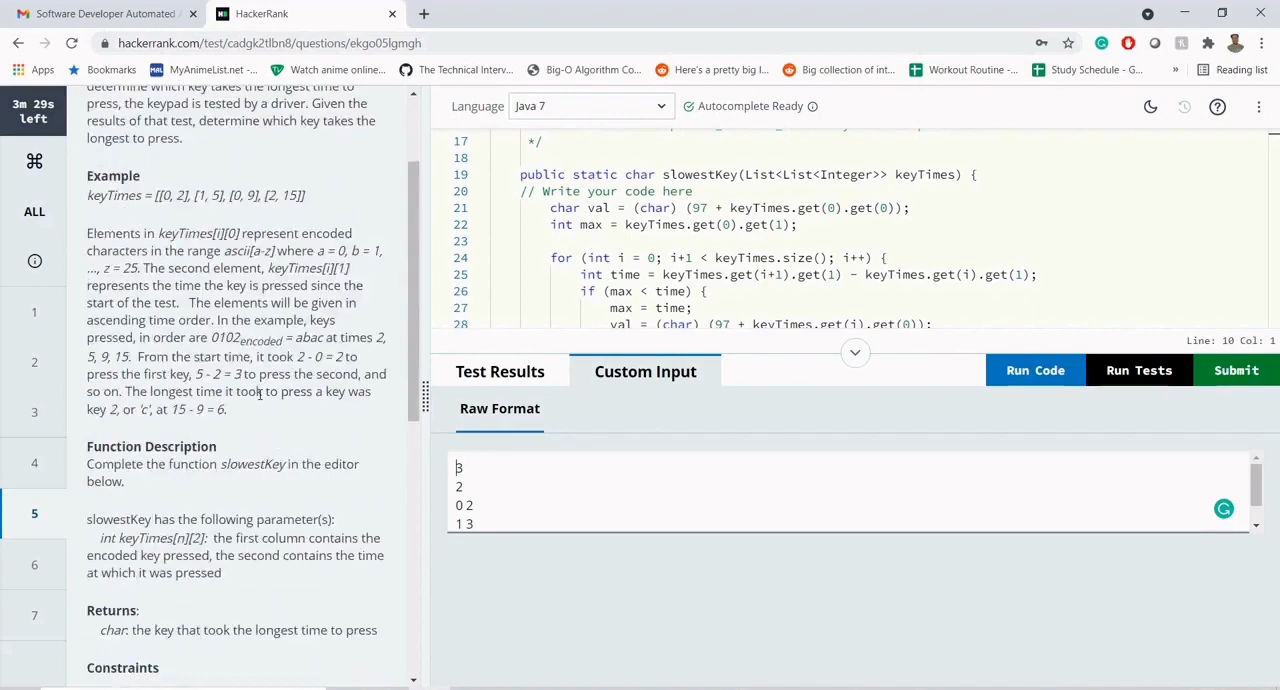 Software Developer Automated
HackerRank
hackerrank.com/test/cadgk2tlbn8/questions/ekgo05lgmgh
Apps Bookmarks MyAnimeList.net -... Watch anime online... The Technical Interv... Big-O Algorithm Co... Here's a pretty big l... Big collection of int... Workout Routine -... Study Schedule - G... » Reading list
3m 29s
left
ALL
1
2
3
4
5
6
7
determine which key takes the longest time to
press, the keypad is tested by a driver. Given the
results of that test, determine which key takes the
longest to press.
Example
keyTimes = [[0, 2], [1, 5], [0, 9], [2, 15]]
Elements in keyTimes[i][0] represent encoded
characters in the range ascii[a-z] where a = 0, b = 1,
..., z = 25. The second element, keyTimes[i][1]
represents the time the key is pressed since the
start of the test. The elements will be given in
ascending time order. In the example, keys
pressed, in order are 0102encoded = abac at times 2,
5, 9, 15. From the start time, it took 2 - 0 = 2 to
press the first key, 5 - 2 = 3 to press the second, and
so on. The longest time it took to press a key was
key 2, or 'c', at 15 - 9 = 6.
Function Description
Complete the function slowestKey in the editor
below.
slowestKey has the following parameter(s):
int keyTimes[n][2]: the first column contains the
encoded key pressed, the second contains the time
at which it was pressed
Returns:
char: the key that took the longest time to press
Constraints
Language Java 7 Autocomplete Ready
17 */
18
19 public static char slowestKey(List<List<Integer>> keyTimes) {
20 // Write your code here
21 char val = (char) (97 + keyTimes.get(0).get(0));
22 int max = keyTimes.get(0).get(1);
23
24 for (int i = 0; i+1 < keyTimes.size(); i++) {
25 int time = keyTimes.get(i+1).get(1) - keyTimes.get(i).get(1);
26 if (max < time) {
27 max = time;
28 val = (char) (97 + keyTimes.get(i).get(0));
Line: 10 Col: 1
Test Results Custom Input Run Code Run Tests Submit
Raw Format
3
2
0 2
1 3